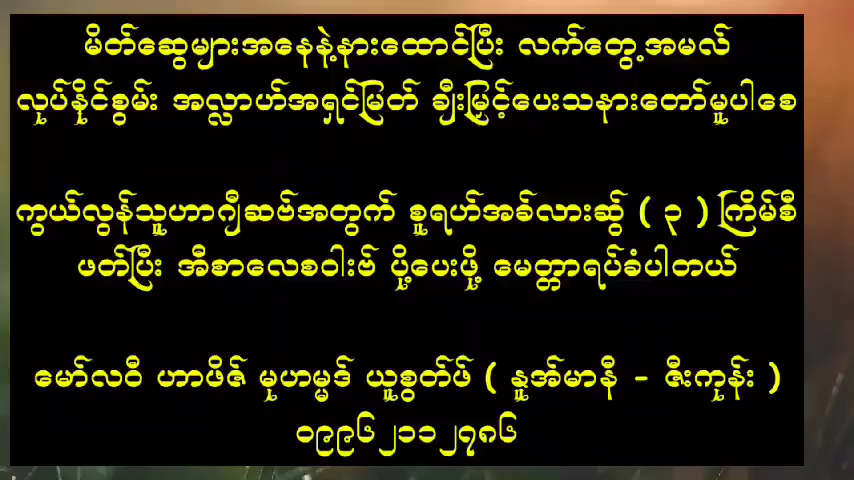 မိတ်ဆွေများအနေနဲ့နားထောင်ပြီး လက်တွေ့အမလ်
လုပ်နိုင်စွမ်း အလ္လာဟ်အရှင်မြတ် ချီးမြှင့်ပေးသနားတော်မူပါစေ
ကွယ်လွန်သူဟာဂျီဆဗ်အတွက် စူရဟ်အခ်လားဆွ် ( ၃ ) ကြိမ်စီ
ဖတ်ပြီး အီစာလေစဝါးဗ် ပို့ပေးဖို့ မေတ္တာရပ်ခံပါတယ်
မော်လဝီ ဟာဖိဇ် မုဟမ္မဒ် ယူစွတ်ဖ် ( နူအ်မာနီ - ဇီးကုန်း )
၀၉၉၆၂၁၁၂၇၈၆